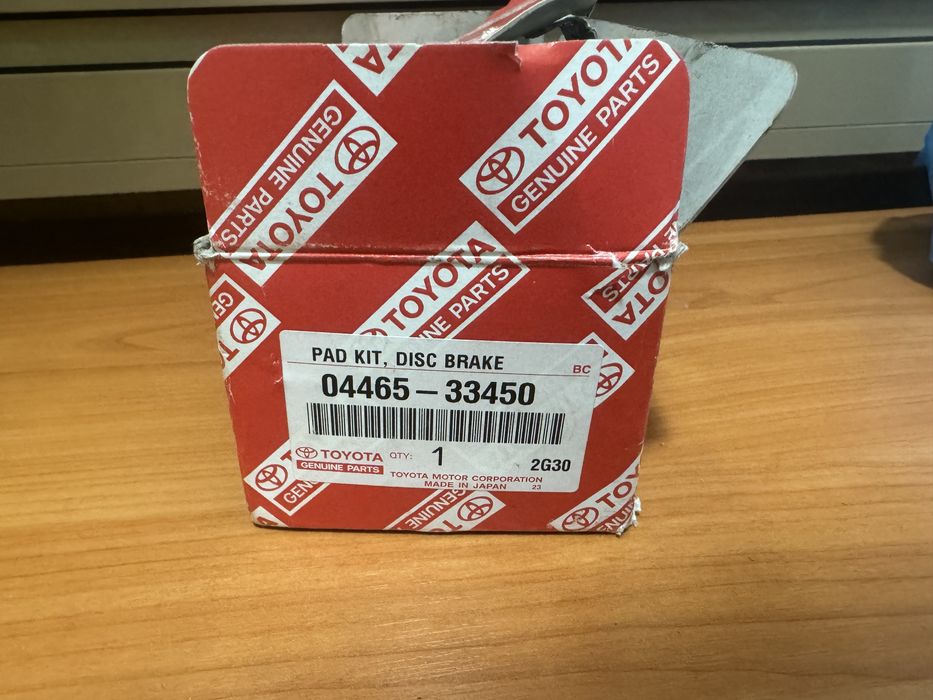 TOYOTA
GENUINE PARTS
TOYOTA
GENUINE PARTS
TOYOTA
PAD KIT, DISC BRAKE
BC
04465-33450
TOYOTA
GENUINE PARTS
QTY: 1
2G30
TOYOTA MOTOR CORPORATION
MADE IN JAPAN 23
GENUINE